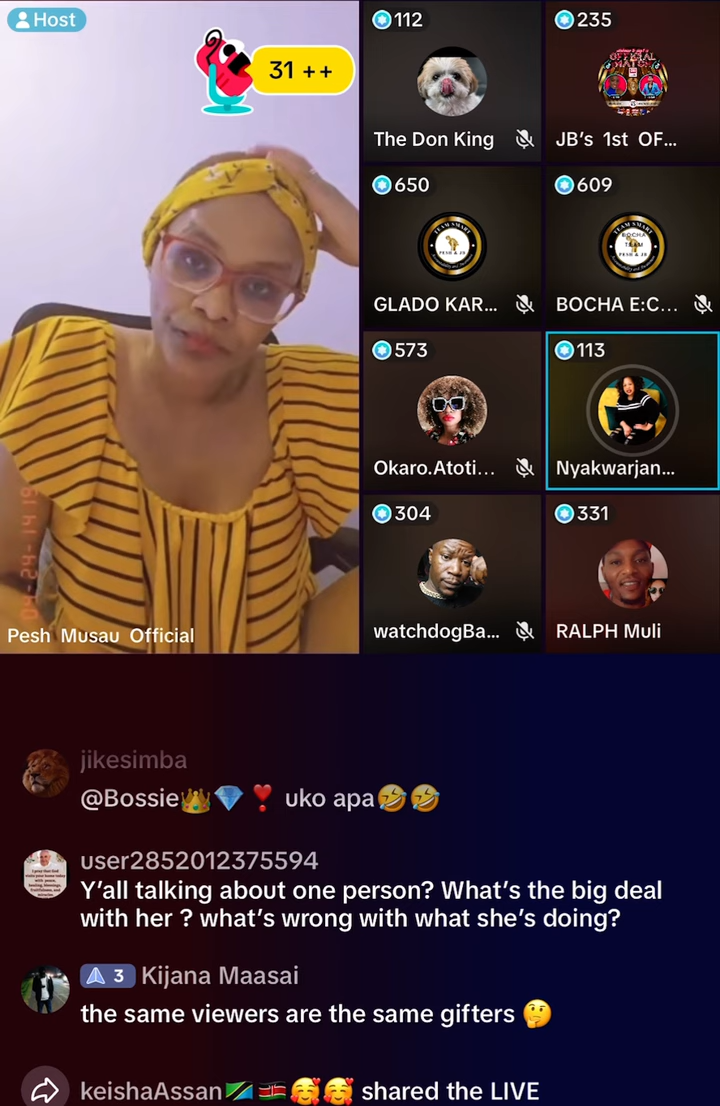 Host
31 ++
112
235
The Don King
JB's 1st OF...
650
609
GLADO KAR...
BOCHA E:C...
573
113
Okaro.Atoti...
Nyakwarjan...
304
331
watchdogBa...
RALPH Muli
Pesh Musau Official
jikesimba
@Bossie👑💎❣️ uko apa🤣🤣
user2852012375594
Y'all talking about one person? What's the big deal
with her ? what's wrong with what she's doing?
3 Kijana Maasai
the same viewers are the same gifters 🤔
keishaAssan🇹🇿🇰🇪🥰🥰 shared the LIVE